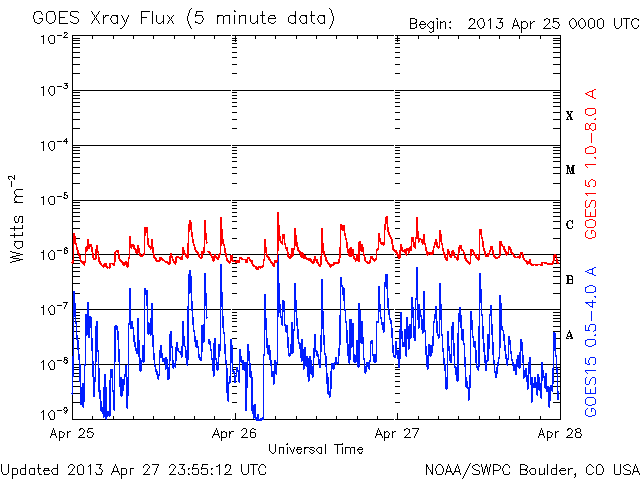 GOES Xray Flux (5 minute data)
Begin: 2013 Apr 25 0000 UTC
10⁻²
10⁻³
10⁻⁴
10⁻⁵
10⁻⁶
10⁻⁷
10⁻⁸
10⁻⁹
Watts m⁻²
X
M
C
B
A
GOES15 1.0-8.0 A
GOES15 0.5-4.0 A
Apr 25
Apr 26
Apr 27
Apr 28
Universal Time
Updated 2013 Apr 27 23:55:12 UTC
NOAA/SWPC Boulder, CO USA